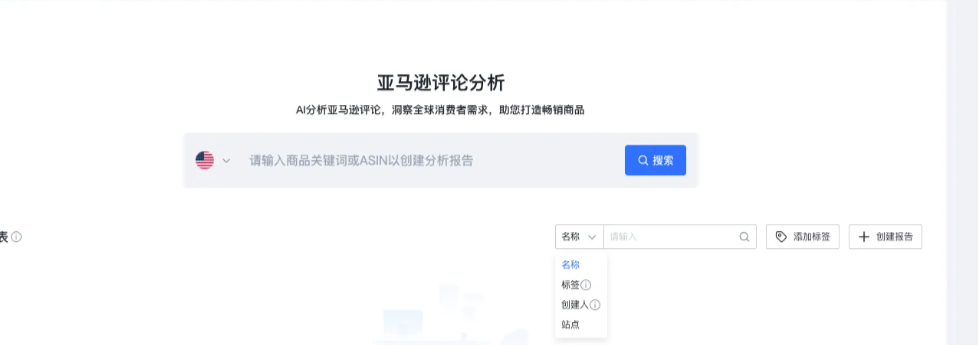 亚马逊评论分析
AI分析亚马逊评论，洞察全球消费者需求，助您打造畅销商品
请输入商品关键词或ASIN以创建分析报告
搜索
表
名称 请输入 添加标签 创建报告
名称
标签
创建人
站点